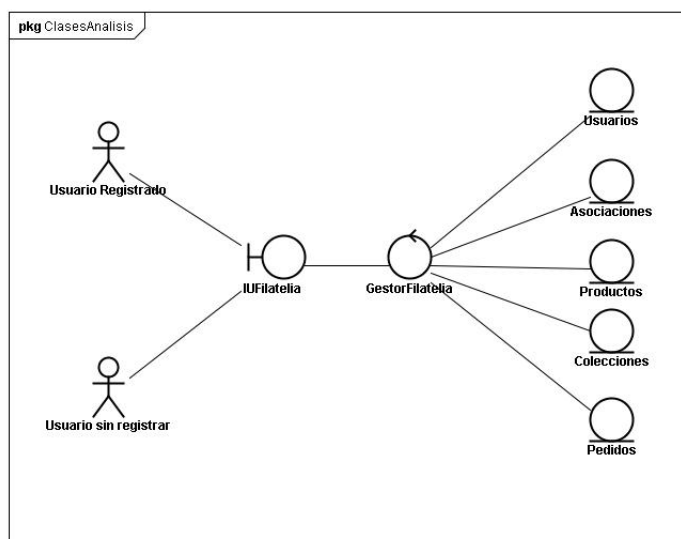 pkg ClasesAnalisis
Usuarios
Usuario Registrado
Asociaciones
IUFilatelia
GestorFilatelia
Productos
Colecciones
Usuario sin registrar
Pedidos